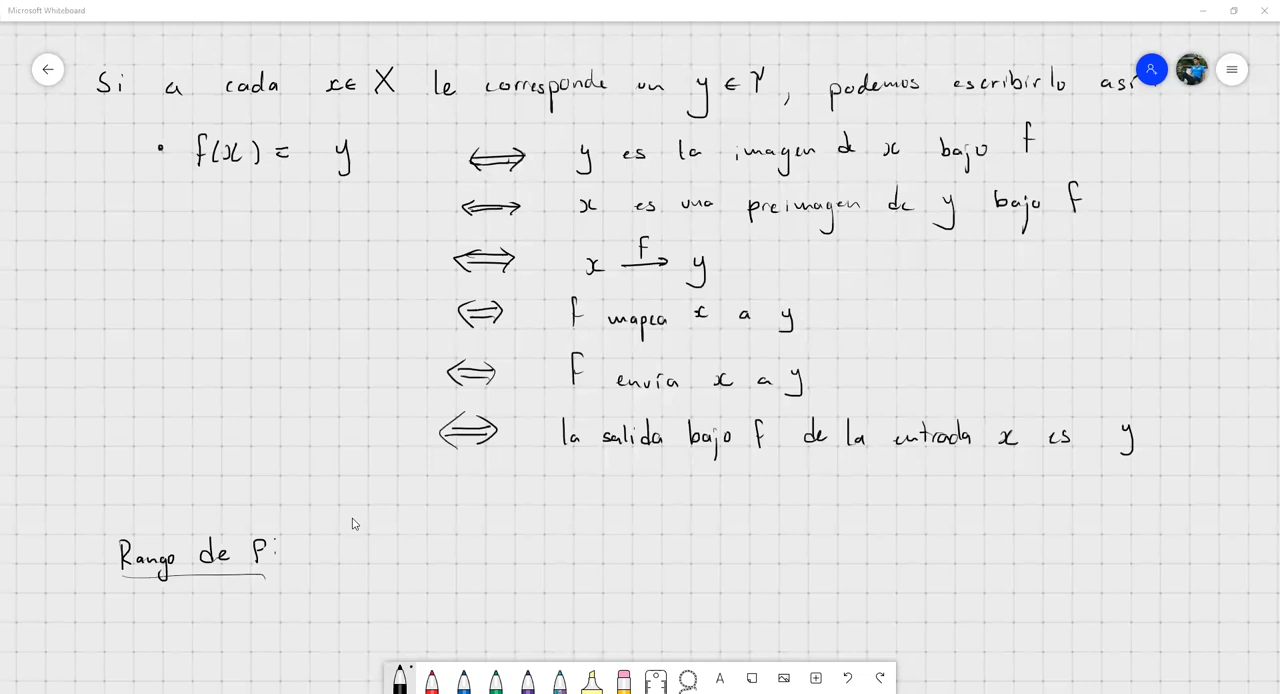 Microsoft Whiteboard
Si a cada x∈X le corresponde un y∈Y, podemos escribirlo así
• f(x) = y ⟺ y es la imagen d x bajo f
⟺ x es una preimagen de y bajo f
⟺ x →^f y
⟺ f mapea x a y
⟺ f envía x a y
⟺ la salida bajo f de la entrada x es y
Rango de f:
A